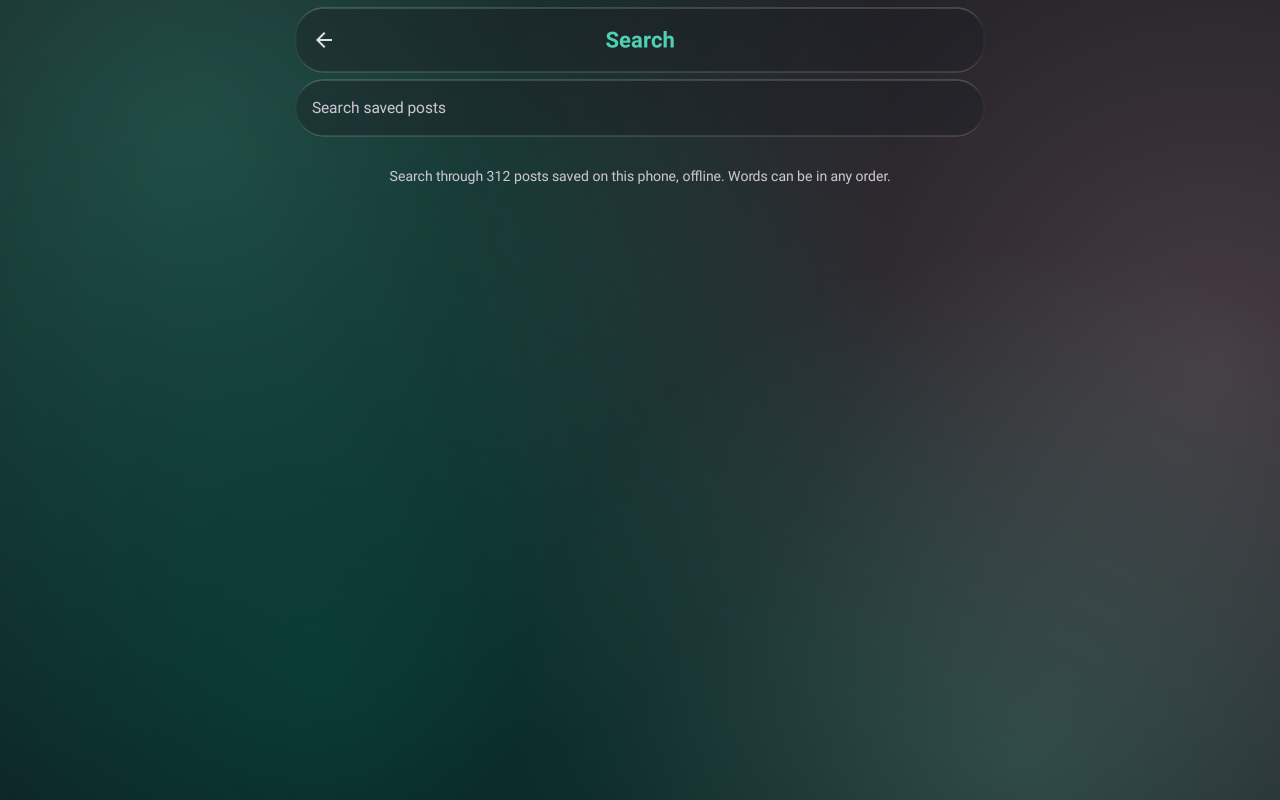 Search
Search saved posts
Search through 312 posts saved on this phone, offline. Words can be in any order.